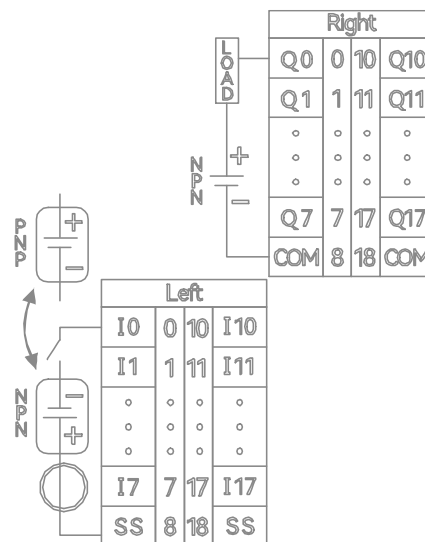 Right
LOAD
Q0 0 10 Q10
Q1 1 11 Q11
NPN
+
−
Q7 7 17 Q17
COM 8 18 COM
PNP
+
−
Left
I0 0 10 I10
I1 1 11 I11
NPN
−
+
I7 7 17 I17
SS 8 18 SS